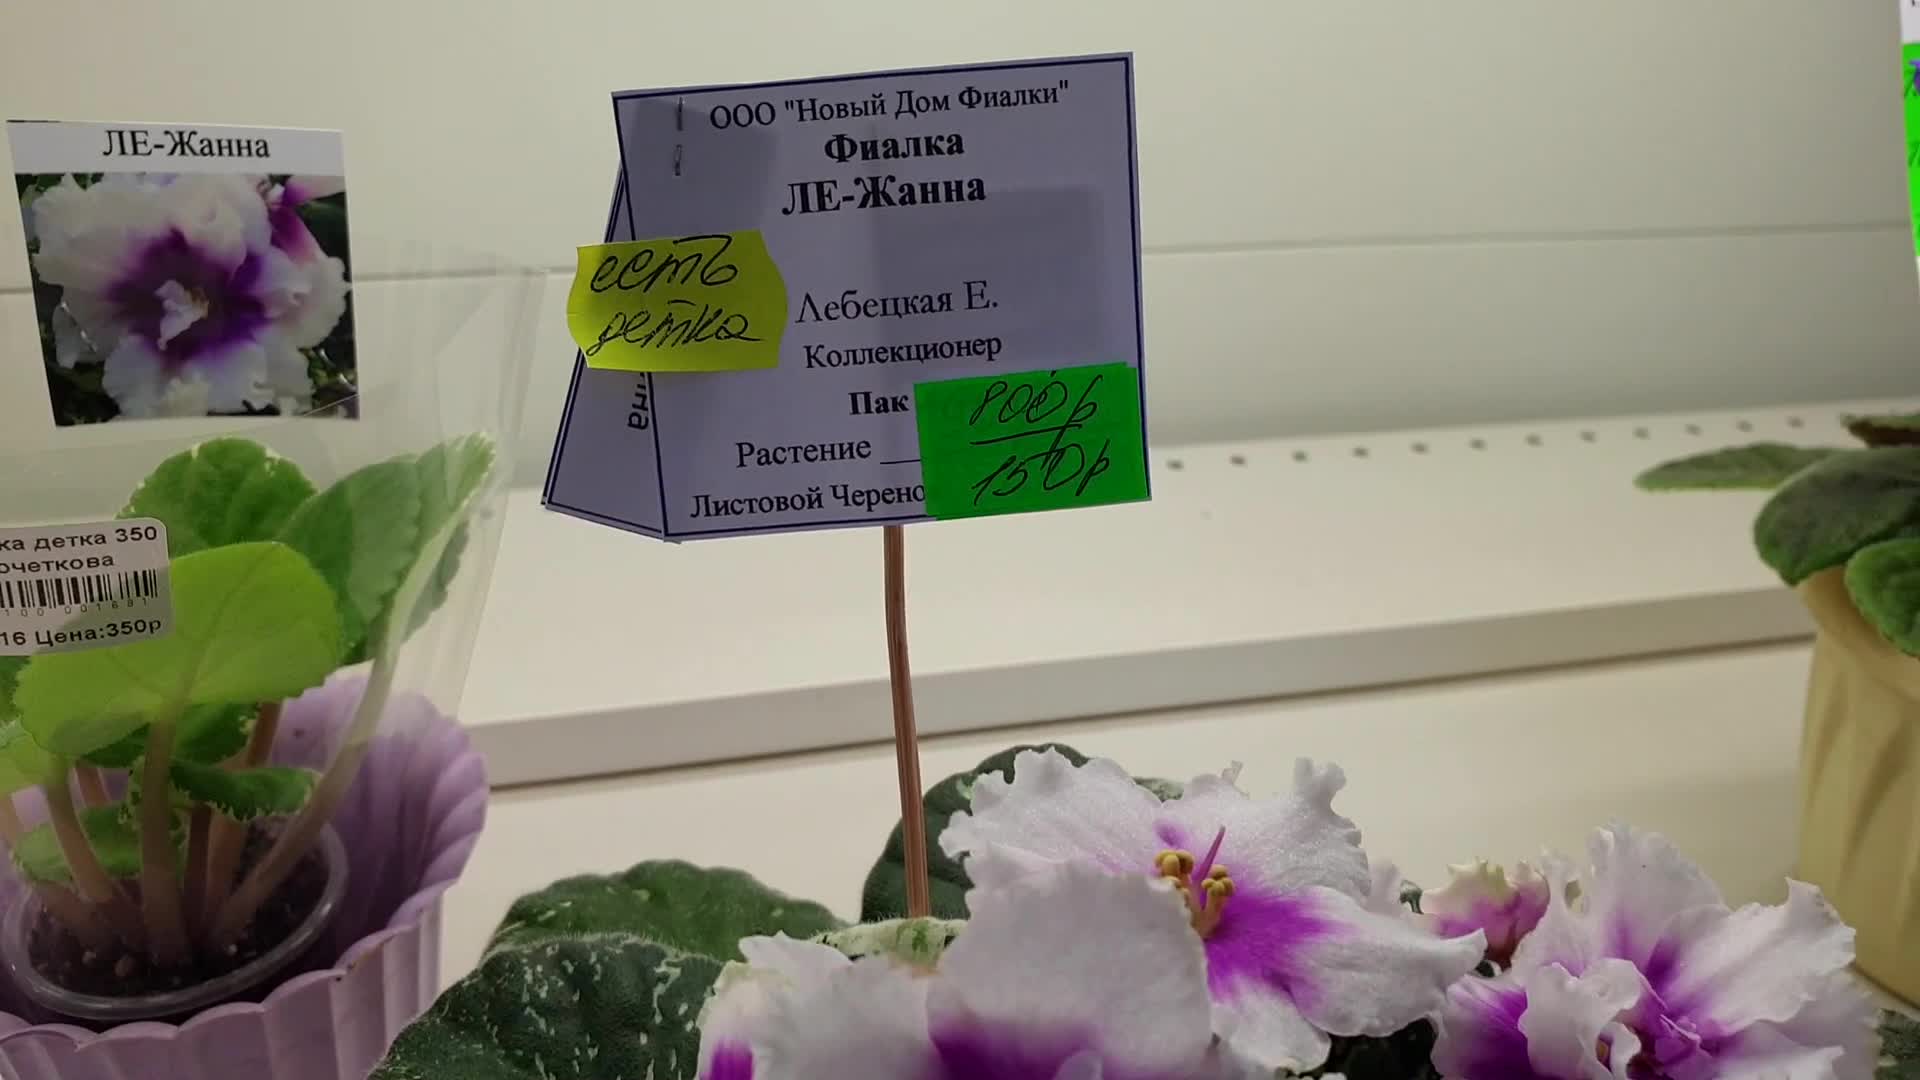 ЛЕ-Жанна
ООО "Новый Дом Фиалки"
Фиалка
ЛЕ-Жанна
есть
детка
Лебецкая Е.
Коллекционер
Пак
Растение
Листовой Черено
800р
150р
ка детка 350
очеткова
16 Цена:350р